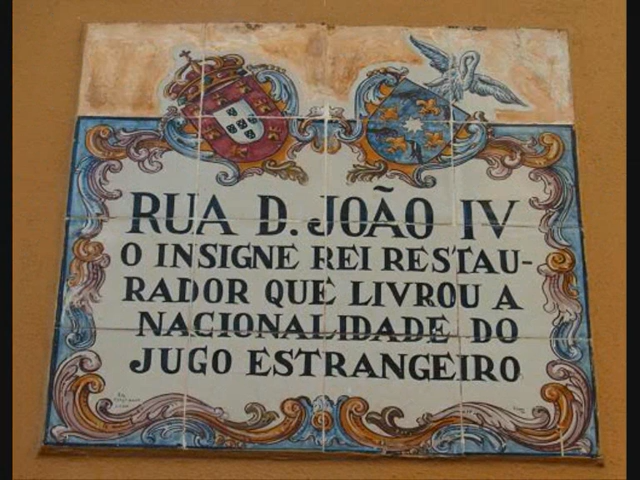 RUA D. JOÃO IV
O INSIGNE REI RESTAU-
RADOR QUE LIVROU A
NACIONALIDADE DO
JUGO ESTRANGEIRO